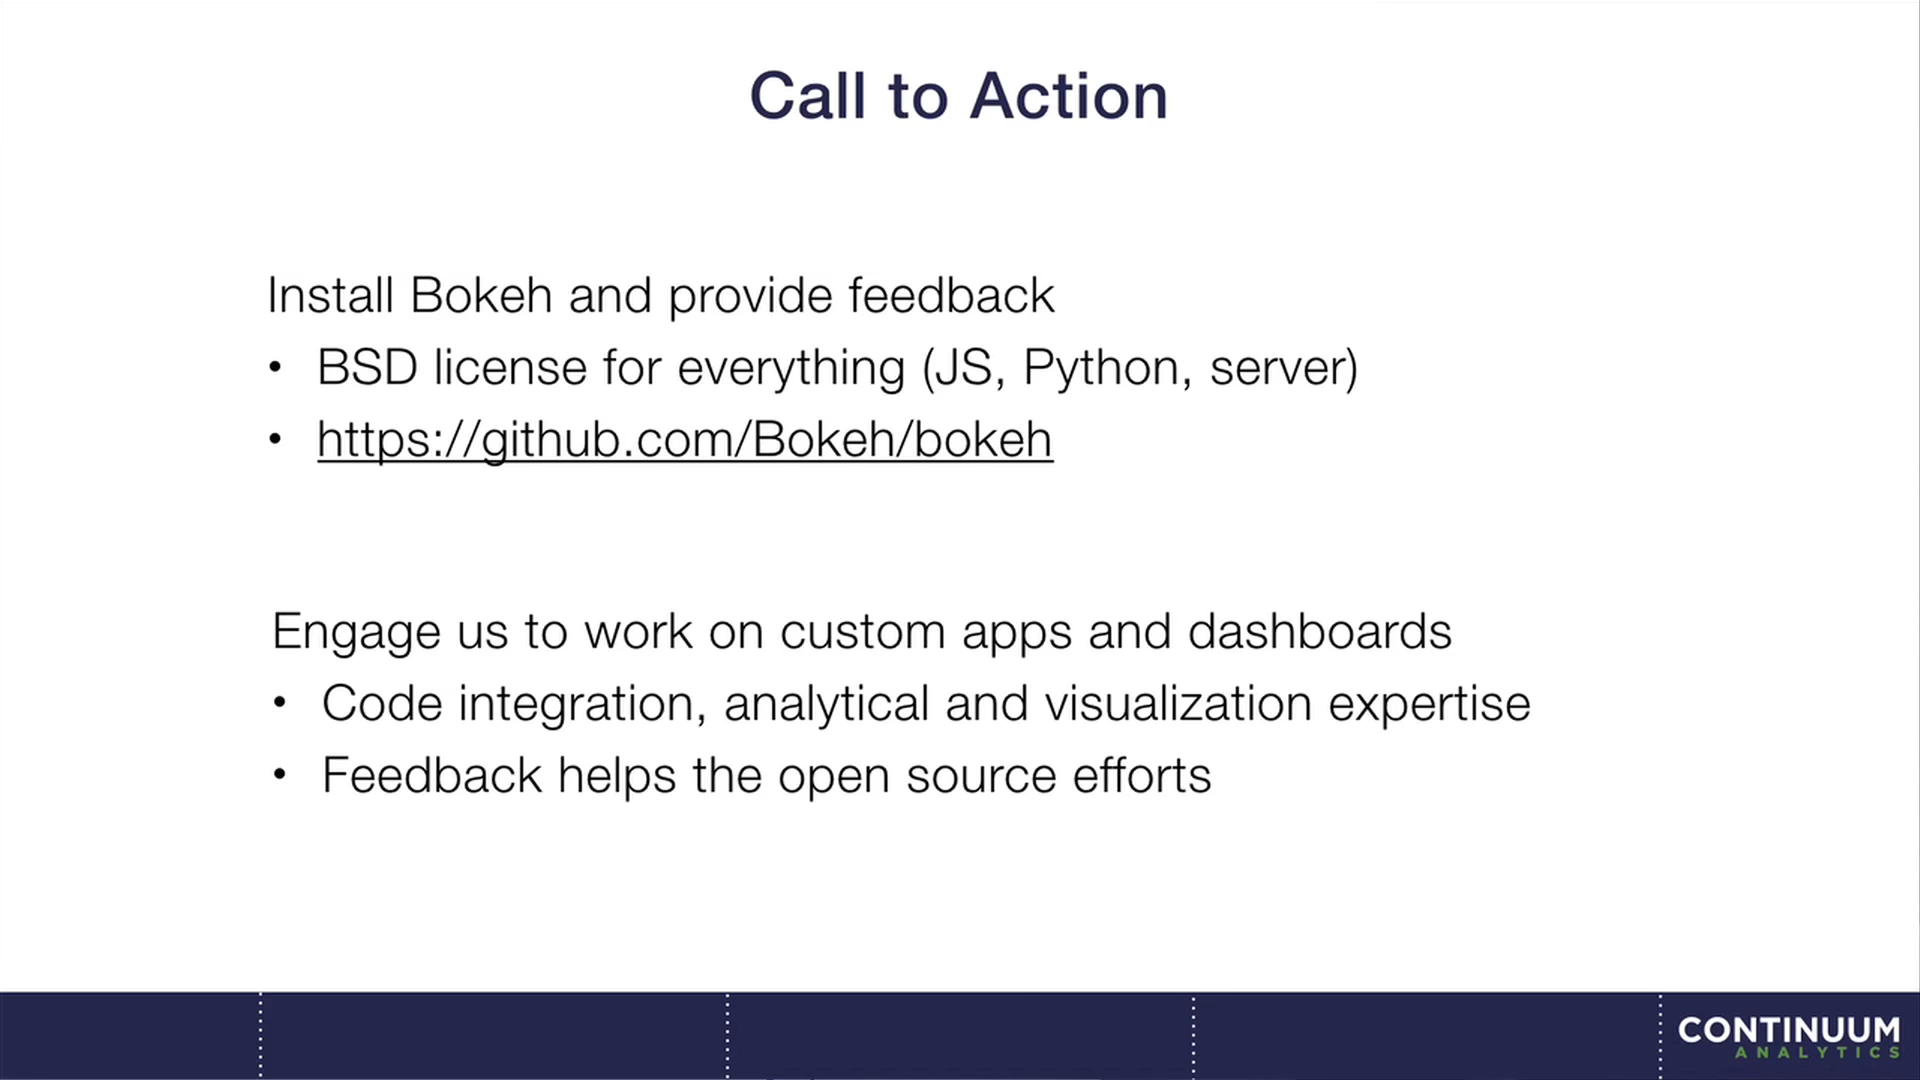 Call to Action
Install Bokeh and provide feedback
• BSD license for everything (JS, Python, server)
• https://github.com/Bokeh/bokeh
Engage us to work on custom apps and dashboards
• Code integration, analytical and visualization expertise
• Feedback helps the open source efforts
CONTINUUM
ANALYTICS